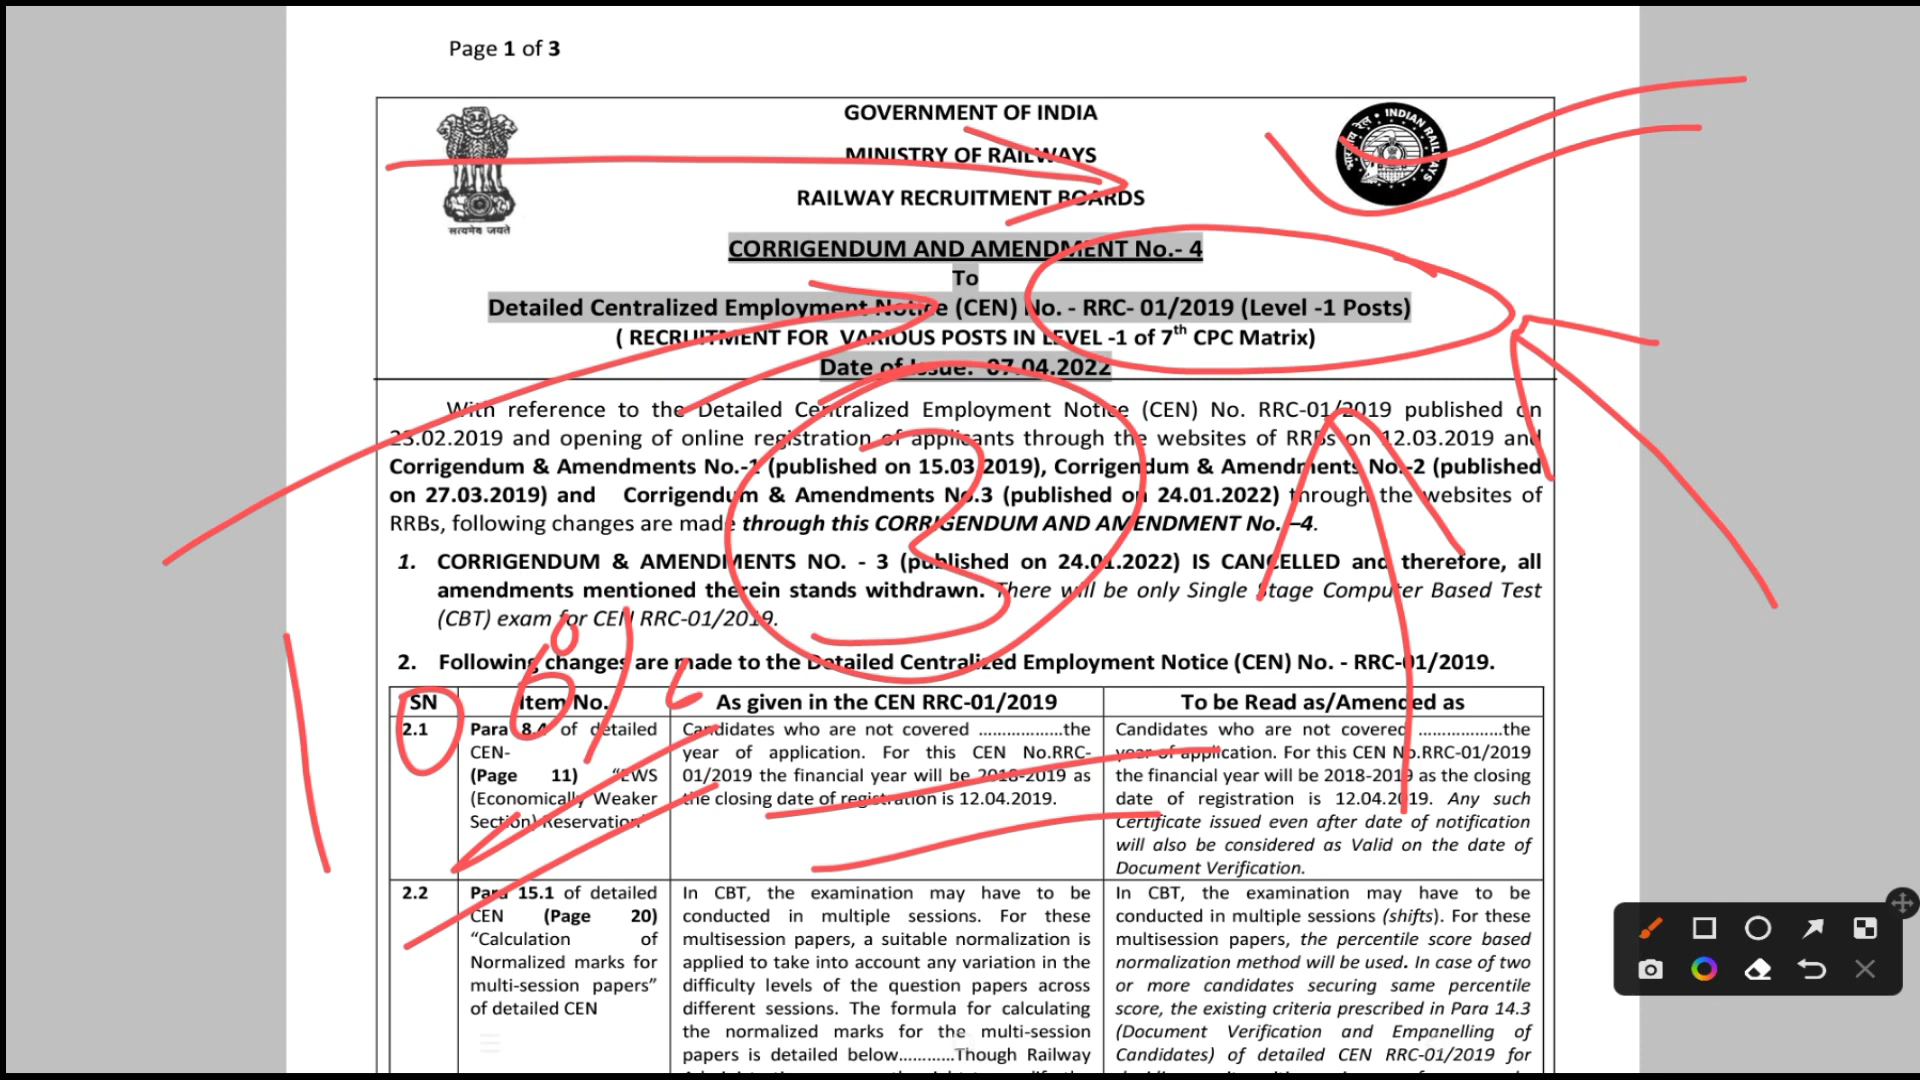 Page 1 of 3
GOVERNMENT OF INDIA
MINISTRY OF RAILWAYS
RAILWAY RECRUITMENT BOARDS
सत्यमेव जयते
INDIAN RAILWAYS
भारतीय रेल
CORRIGENDUM AND AMENDMENT No.- 4
To
Detailed Centralized Employment Notice (CEN) No. - RRC- 01/2019 (Level -1 Posts)
( RECRUITMENT FOR VARIOUS POSTS IN LEVEL -1 of 7th CPC Matrix)
Date of Issue: 07.04.2022
With reference to the Detailed Centralized Employment Notice (CEN) No. RRC-01/2019 published on
23.02.2019 and opening of online registration of applicants through the websites of RRBs on 12.03.2019 and
Corrigendum & Amendments No.-1 (published on 15.03.2019), Corrigendum & Amendments No.-2 (published
on 27.03.2019) and Corrigendum & Amendments No.3 (published on 24.01.2022) through the websites of
RRBs, following changes are made through this CORRIGENDUM AND AMENDMENT No. –4.
1. CORRIGENDUM & AMENDMENTS NO. - 3 (published on 24.01.2022) IS CANCELLED and therefore, all
amendments mentioned therein stands withdrawn. There will be only Single Stage Computer Based Test
(CBT) exam for CEN RRC-01/2019.
3
2. Following changes are made to the Detailed Centralized Employment Notice (CEN) No. - RRC-01/2019.
SN Item No. As given in the CEN RRC-01/2019 To be Read as/Amended as
2.1
Para 8.4 of detailed
CEN-
(Page 11) “EWS
(Economically Weaker
Section) Reservation”
Candidates who are not covered ………………the
year of application. For this CEN No.RRC-
01/2019 the financial year will be 2018-2019 as
the closing date of registration is 12.04.2019.
Candidates who are not covered ………………the
year of application. For this CEN No.RRC-01/2019
the financial year will be 2018-2019 as the closing
date of registration is 12.04.2019. Any such
Certificate issued even after date of notification
will also be considered as Valid on the date of
Document Verification.
2.2
Para 15.1 of detailed
CEN (Page 20)
“Calculation of
Normalized marks for
multi-session papers”
of detailed CEN
In CBT, the examination may have to be
conducted in multiple sessions. For these
multisession papers, a suitable normalization is
applied to take into account any variation in the
difficulty levels of the question papers across
different sessions. The formula for calculating
the normalized marks for the multi-session
papers is detailed below…………Though Railway
In CBT, the examination may have to be
conducted in multiple sessions (shifts). For these
multisession papers, the percentile score based
normalization method will be used. In case of two
or more candidates securing same percentile
score, the existing criteria prescribed in Para 14.3
(Document Verification and Empanelling of
Candidates) of detailed CEN RRC-01/2019 for